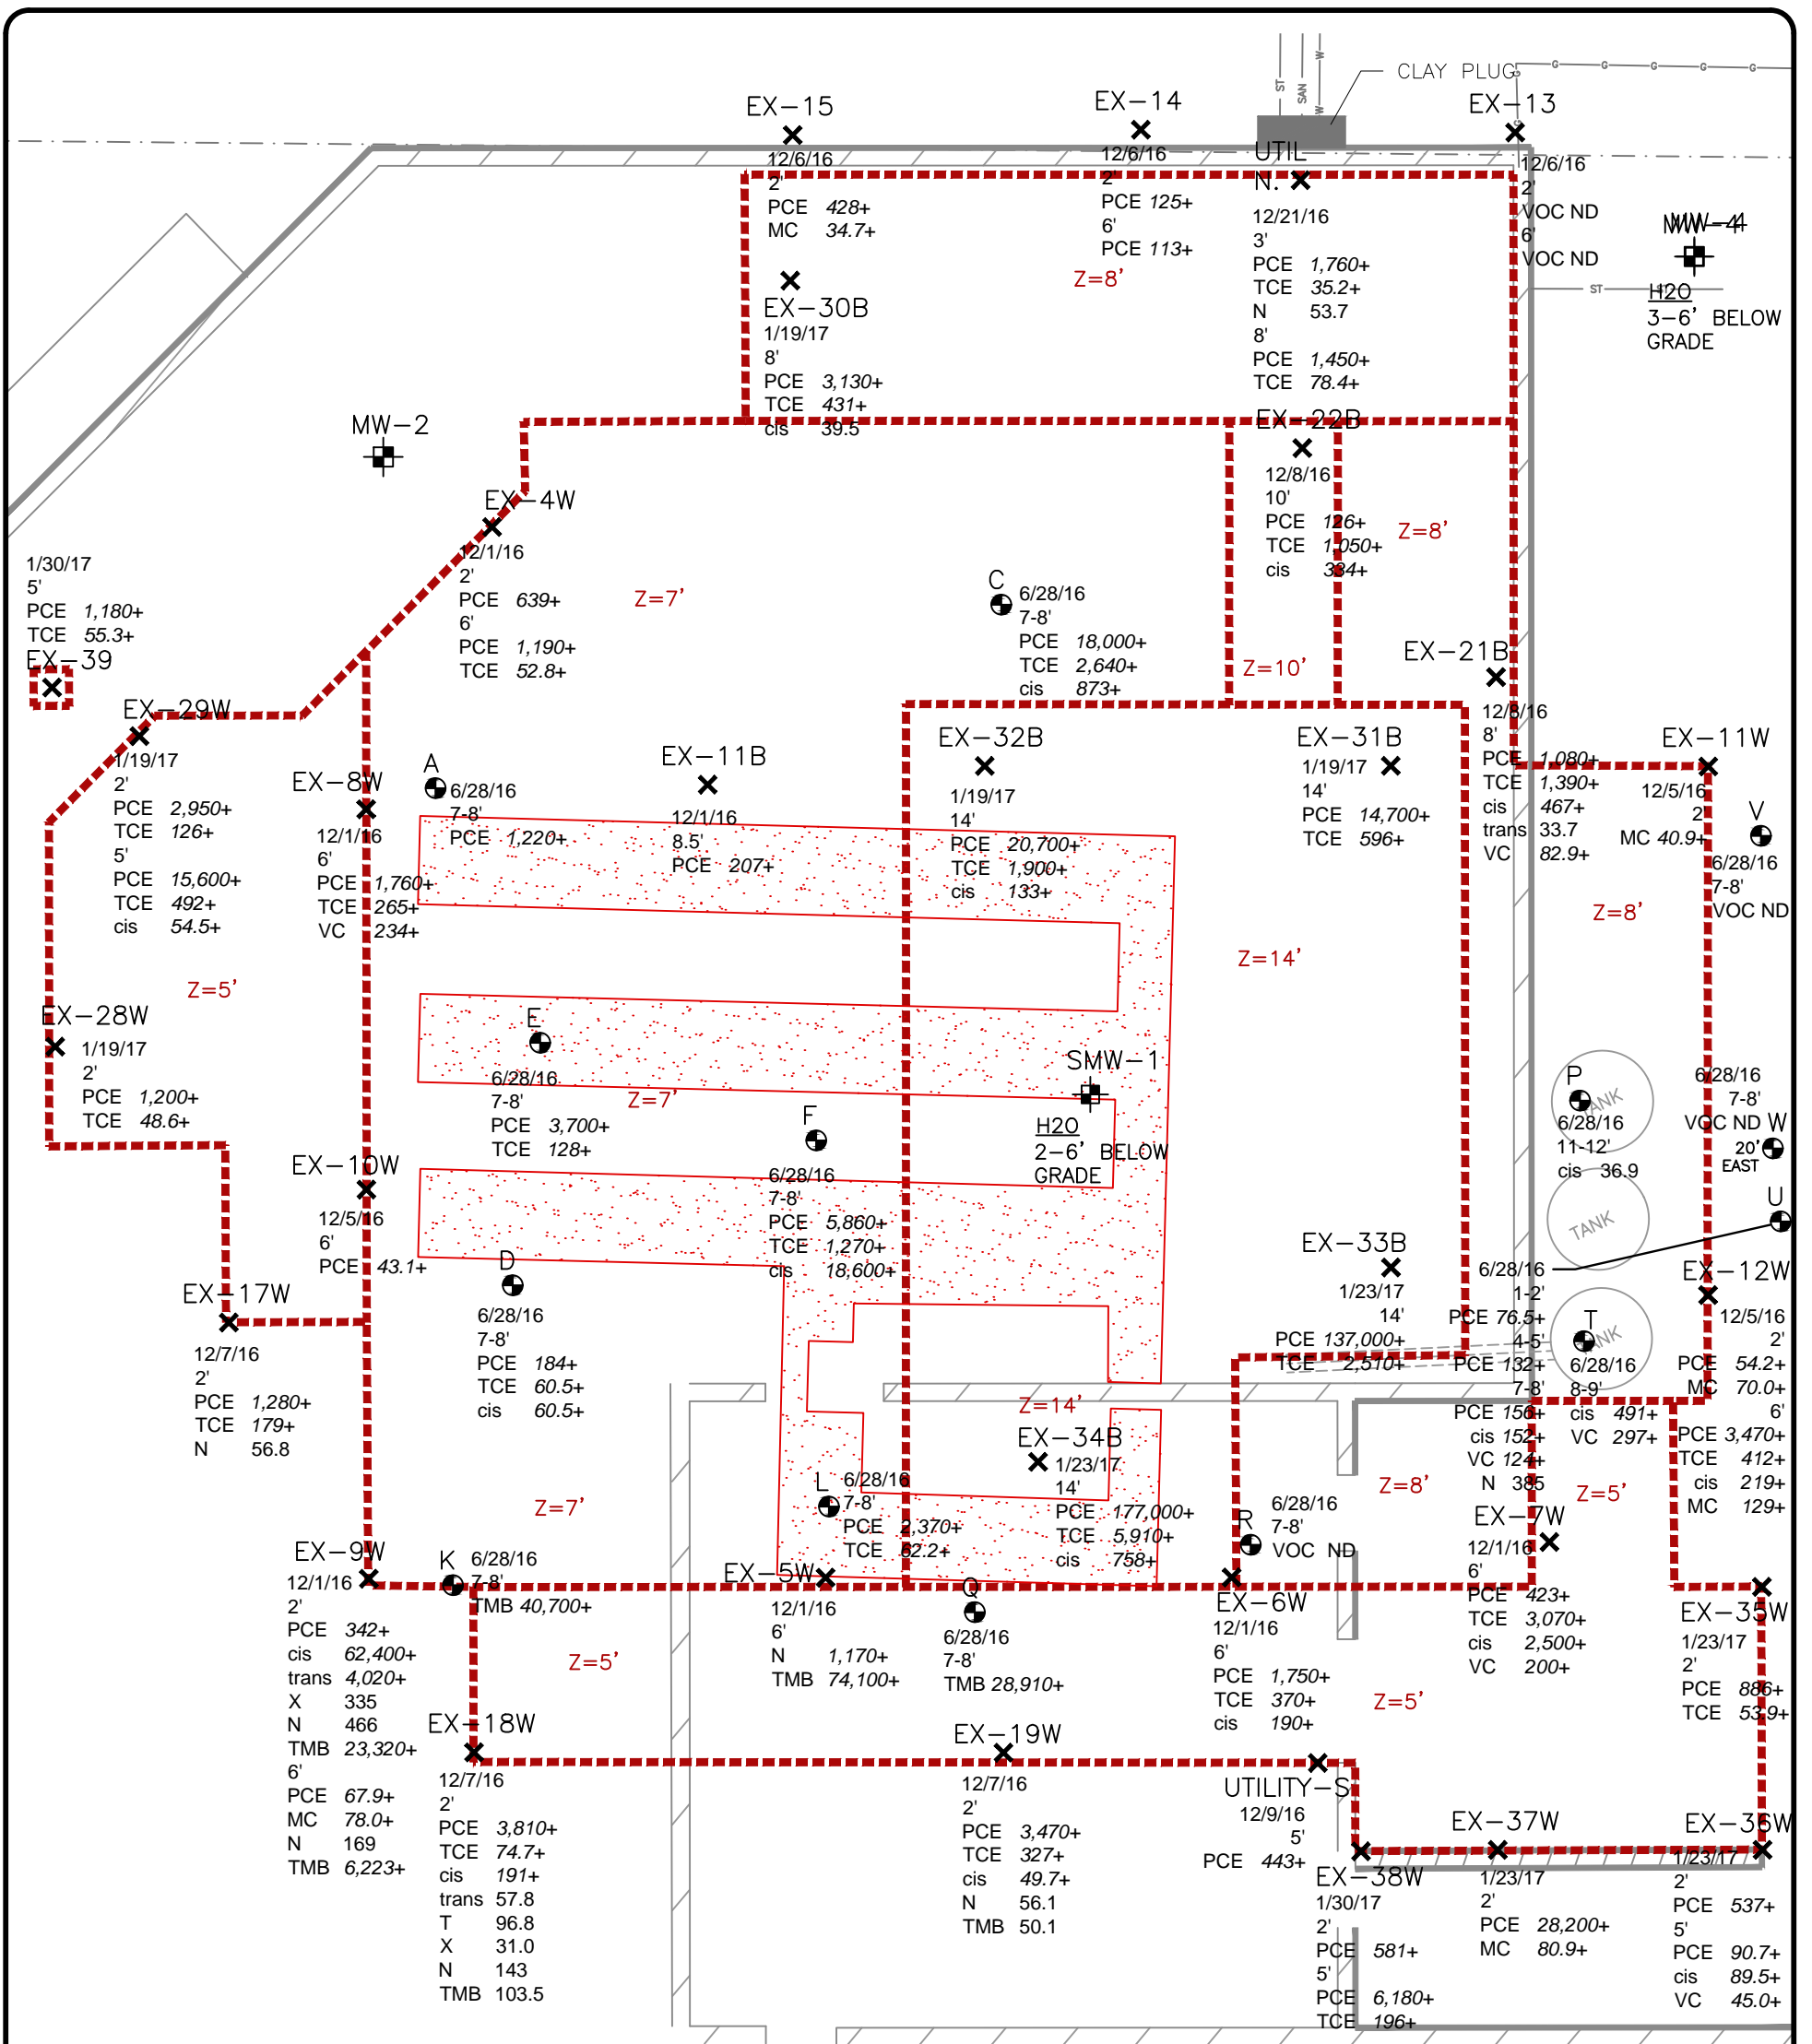 ST
SAN
W
W
CLAY PLUG
G
G
G
G
G
G
G
EX-15
12/6/16
2'
PCE 428+
MC 34.7+
EX-14
12/6/16
2'
PCE 125+
6'
PCE 113+
UTIL
N.
12/21/16
3'
PCE 1,760+
TCE 35.2+
N 53.7
8'
PCE 1,450+
TCE 78.4+
EX-13
12/6/16
2'
VOC ND
6'
VOC ND
MW-4
ST
H2O
3-6' BELOW
GRADE
Z=8'
EX-30B
1/19/17
8'
PCE 3,130+
TCE 431+
cis 39.5
MW-2
EX-22B
12/8/16
10'
PCE 126+
TCE 1,050+
cis 334+
Z=8'
EX-4W
12/1/16
2'
PCE 639+
6'
PCE 1,190+
TCE 52.8+
Z=7'
1/30/17
5'
PCE 1,180+
TCE 55.3+
EX-39
C
6/28/16
7-8'
PCE 18,000+
TCE 2,640+
cis 873+
Z=10'
EX-21B
12/8/16
8'
PCE 1,080+
TCE 1,390+
cis 467+
trans 33.7
VC 82.9+
EX-29W
1/19/17
2'
PCE 2,950+
TCE 126+
5'
PCE 15,600+
TCE 492+
cis 54.5+
EX-8W
12/1/16
6'
PCE 1,760+
TCE 265+
VC 234+
A
6/28/16
7-8'
PCE 1,220+
EX-11B
12/1/16
8.5'
PCE 207+
EX-32B
1/19/17
14'
PCE 20,700+
TCE 1,900+
cis 133+
EX-31B
1/19/17
14'
PCE 14,700+
TCE 596+
EX-11W
12/5/16
2'
MC 40.9+
V
6/28/16
7-8'
VOC ND
Z=8'
Z=14'
Z=5'
EX-28W
1/19/17
2'
PCE 1,200+
TCE 48.6+
E
6/28/16
7-8'
PCE 3,700+
TCE 128+
Z=7'
F
6/28/16
7-8'
PCE 5,860+
TCE 1,270+
cis 18,600+
SMW-1
H2O
2-6' BELOW
GRADE
P
TANK
6/28/16
11-12'
cis 36.9
6/28/16
7-8'
VOC ND W
20'
EAST
U
TANK
EX-10W
12/5/16
6'
PCE 43.1+
D
6/28/16
7-8'
PCE 184+
TCE 60.5+
cis 60.5+
EX-17W
12/7/16
2'
PCE 1,280+
TCE 179+
N 56.8
EX-33B
1/23/17
14'
PCE 137,000+
TCE 2,510+
6/28/16
1-2'
PCE 76.5+
4-5'
PCE 132+
7-8'
PCE 156+
cis 152+
VC 124+
N 385
T
TANK
6/28/16
8-9'
cis 491+
VC 297+
EX-12W
12/5/16
2'
PCE 54.2+
MC 70.0+
6'
PCE 3,470+
TCE 412+
cis 219+
MC 129+
Z=14'
EX-34B
1/23/17
14'
PCE 177,000+
TCE 5,910+
cis 758+
Z=8'
Z=5'
Z=7'
L
6/28/16
7-8'
PCE 2,370+
TCE 62.2+
R
6/28/16
7-8'
VOC ND
EX-7W
12/1/16
6'
PCE 423+
TCE 3,070+
cis 2,500+
VC 200+
EX-9W
12/1/16
2'
PCE 342+
cis 62,400+
trans 4,020+
X 335
N 466
TMB 23,320+
6'
PCE 67.9+
MC 78.0+
N 169
TMB 6,223+
K
6/28/16
7-8'
TMB 40,700+
EX-5W
12/1/16
6'
N 1,170+
TMB 74,100+
Q
6/28/16
7-8'
TMB 28,910+
EX-6W
12/1/16
6'
PCE 1,750+
TCE 370+
cis 190+
EX-35W
1/23/17
2'
PCE 886+
TCE 53.9+
Z=5'
Z=5'
EX-18W
12/7/16
2'
PCE 3,810+
TCE 74.7+
cis 191+
trans 57.8
T 96.8
X 31.0
N 143
TMB 103.5
EX-19W
12/7/16
2'
PCE 3,470+
TCE 327+
cis 49.7+
N 56.1
TMB 50.1
UTILITY-S
12/9/16
5'
PCE 443+
EX-38W
1/30/17
2'
PCE 581+
5'
PCE 6,180+
TCE 196+
EX-37W
1/23/17
2'
PCE 28,200+
MC 80.9+
EX-36W
1/23/17
2'
PCE 537+
5'
PCE 90.7+
cis 89.5+
VC 45.0+